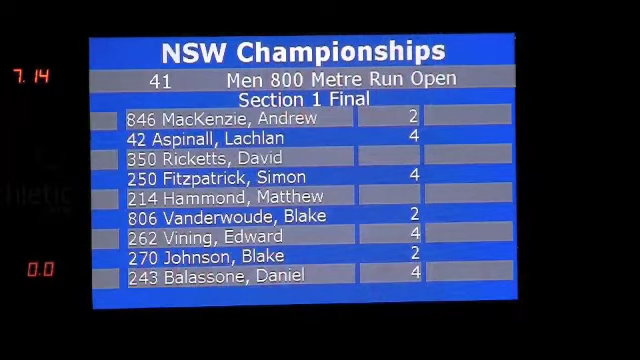 NSW Championships
7.14
41 Men 800 Metre Run Open
Section 1 Final
846 MacKenzie, Andrew 2
42 Aspinall, Lachlan 4
350 Ricketts, David
250 Fitzpatrick, Simon 4
214 Hammond, Matthew
806 Vanderwoude, Blake 2
262 Vining, Edward 4
270 Johnson, Blake 2
0.0
243 Balassone, Daniel 4